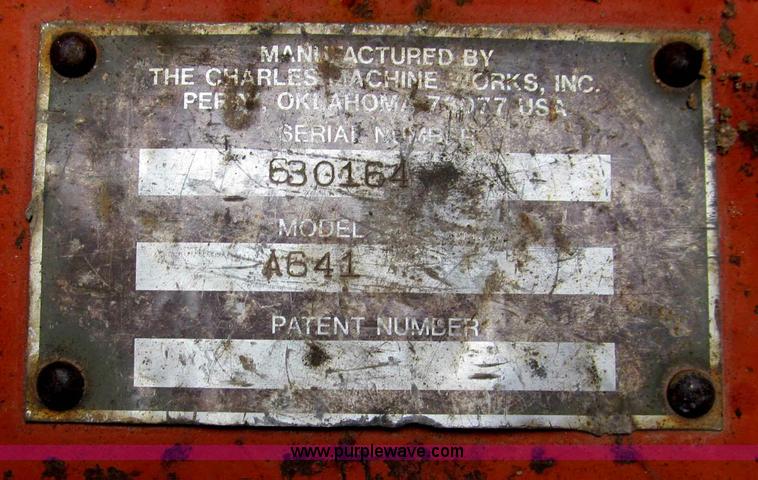 MANUFACTURED BY
THE CHARLES MACHINE WORKS, INC.
PERRY, OKLAHOMA 73077 USA
SERIAL NUMBER
630164
MODEL
A641
PATENT NUMBER
www.purplewave.com